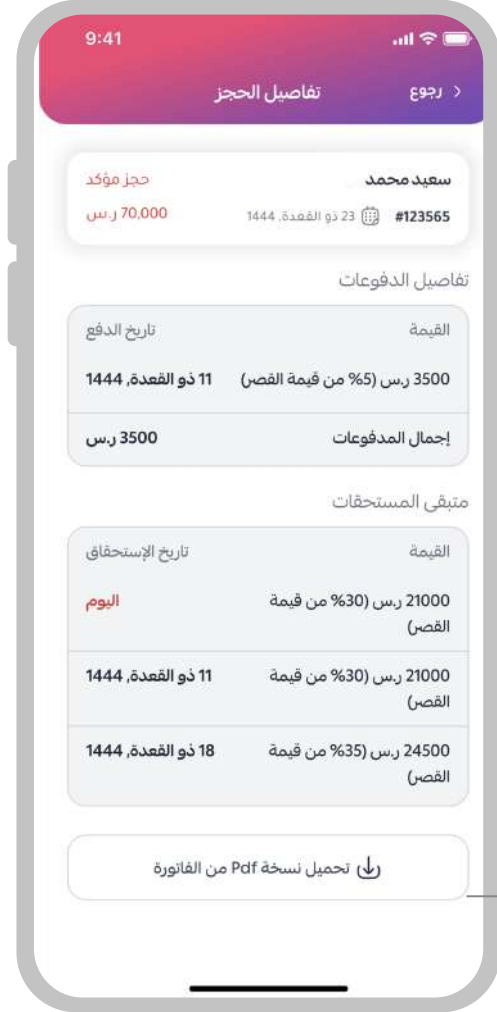 9:41
رجوع
تفاصيل الحجز
سعيد محمد
حجز مؤكد
#123565
23 ذو القعدة, 1444
70,000 ر.س
تفاصيل الدفوعات
القيمة
تاريخ الدفع
3500 ر.س (5% من قيمة القصر)
11 ذو القعدة, 1444
إجمال المدفوعات
3500 ر.س
متبقى المستحقات
القيمة
تاريخ الإستحقاق
21000 ر.س (30% من قيمة
القصر)
اليوم
21000 ر.س (30% من قيمة
القصر)
11 ذو القعدة, 1444
24500 ر.س (35% من قيمة
القصر)
18 ذو القعدة, 1444
تحميل نسخة Pdf من الفاتورة